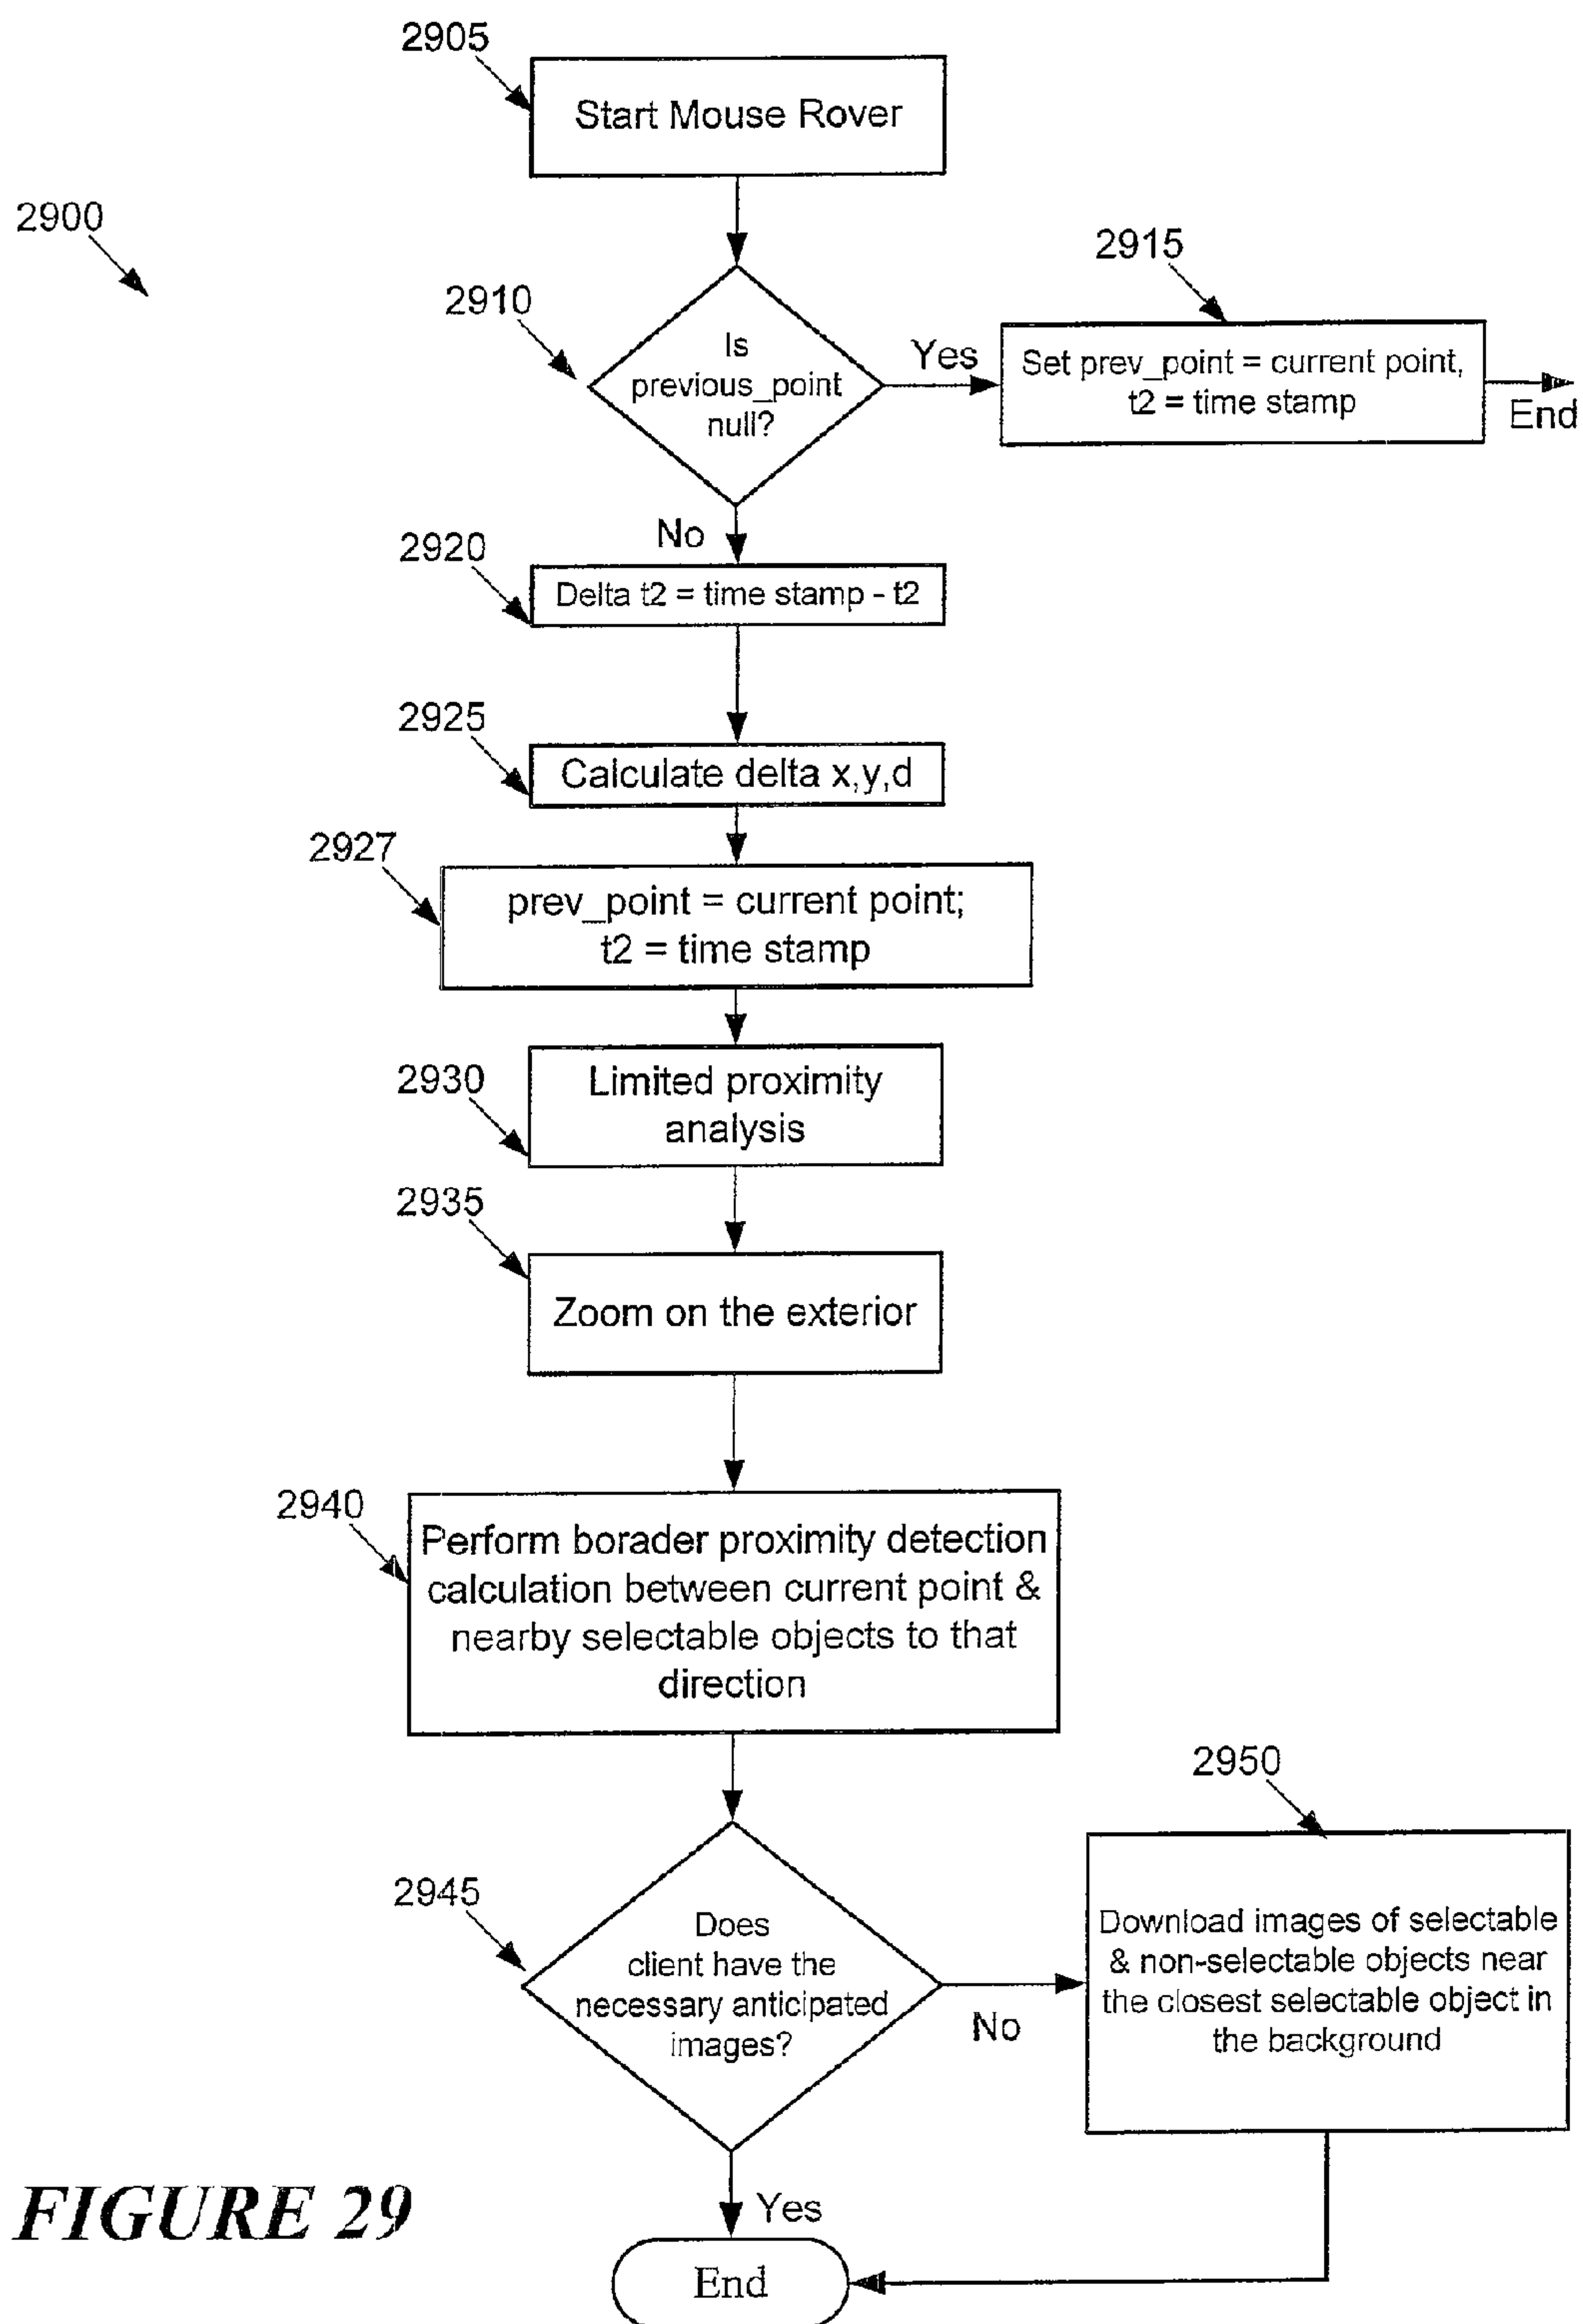 2905
Start Mouse Rover
2900
2910
Is
previous_point
null?
Yes
2915
Set prev_point = current point,
t2 = time stamp
End
No
2920
Delta t2 = time stamp - t2
2925
Calculate delta x,y,d
2927
prev_point = current point;
t2 = time stamp
2930
Limited proximity
analysis
2935
Zoom on the exterior
2940
Perform borader proximity detection
calculation between current point &
nearby selectable objects to that
direction
2945
Does
client have the
necessary anticipated
images?
No
2950
Download images of selectable
& non-selectable objects near
the closest selectable object in
the background
Yes
End
FIGURE 29